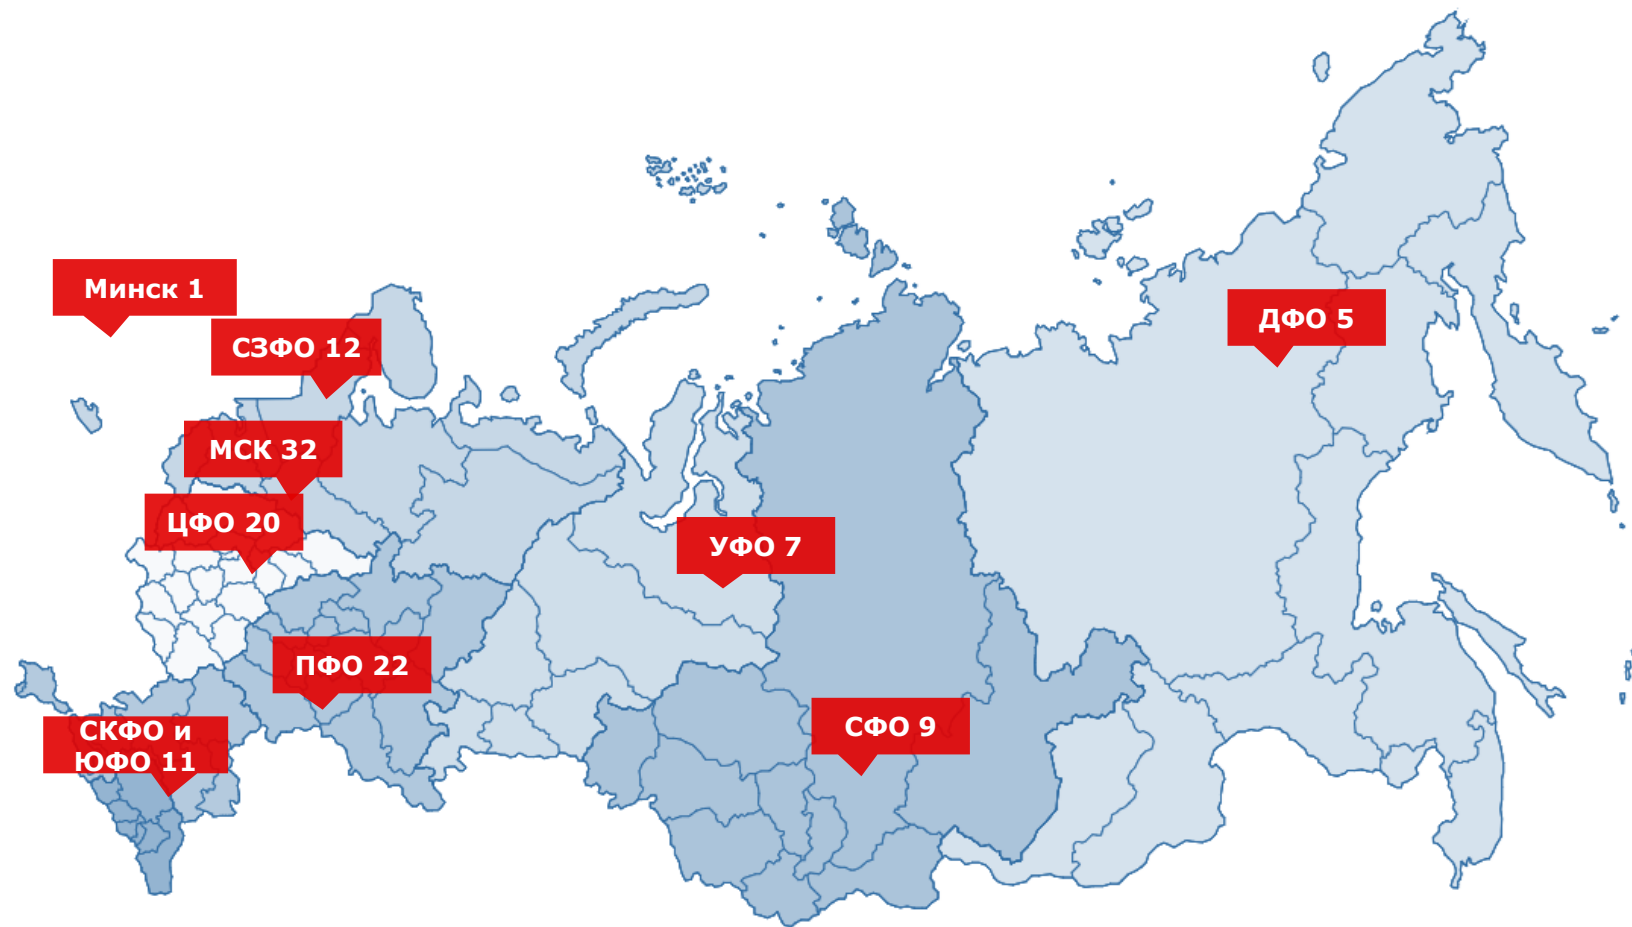 Минск 1
ДФО 5
СЗФО 12
МСК 32
ЦФО 20
УФО 7
ПФО 22
СФО 9
СКФО и
ЮФО 11